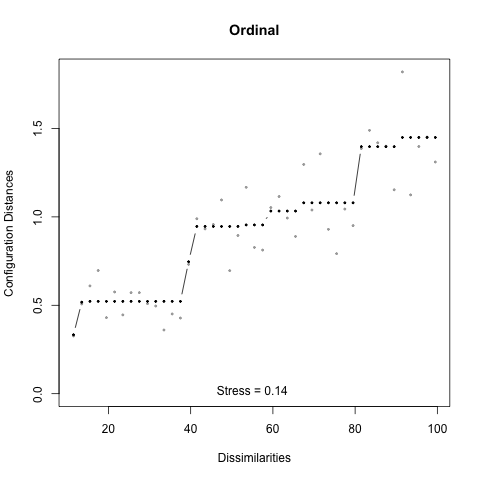 Ordinal
Configuration Distances
1.5
1.0
0.5
0.0
Stress = 0.14
20 40 60 80 100
Dissimilarities